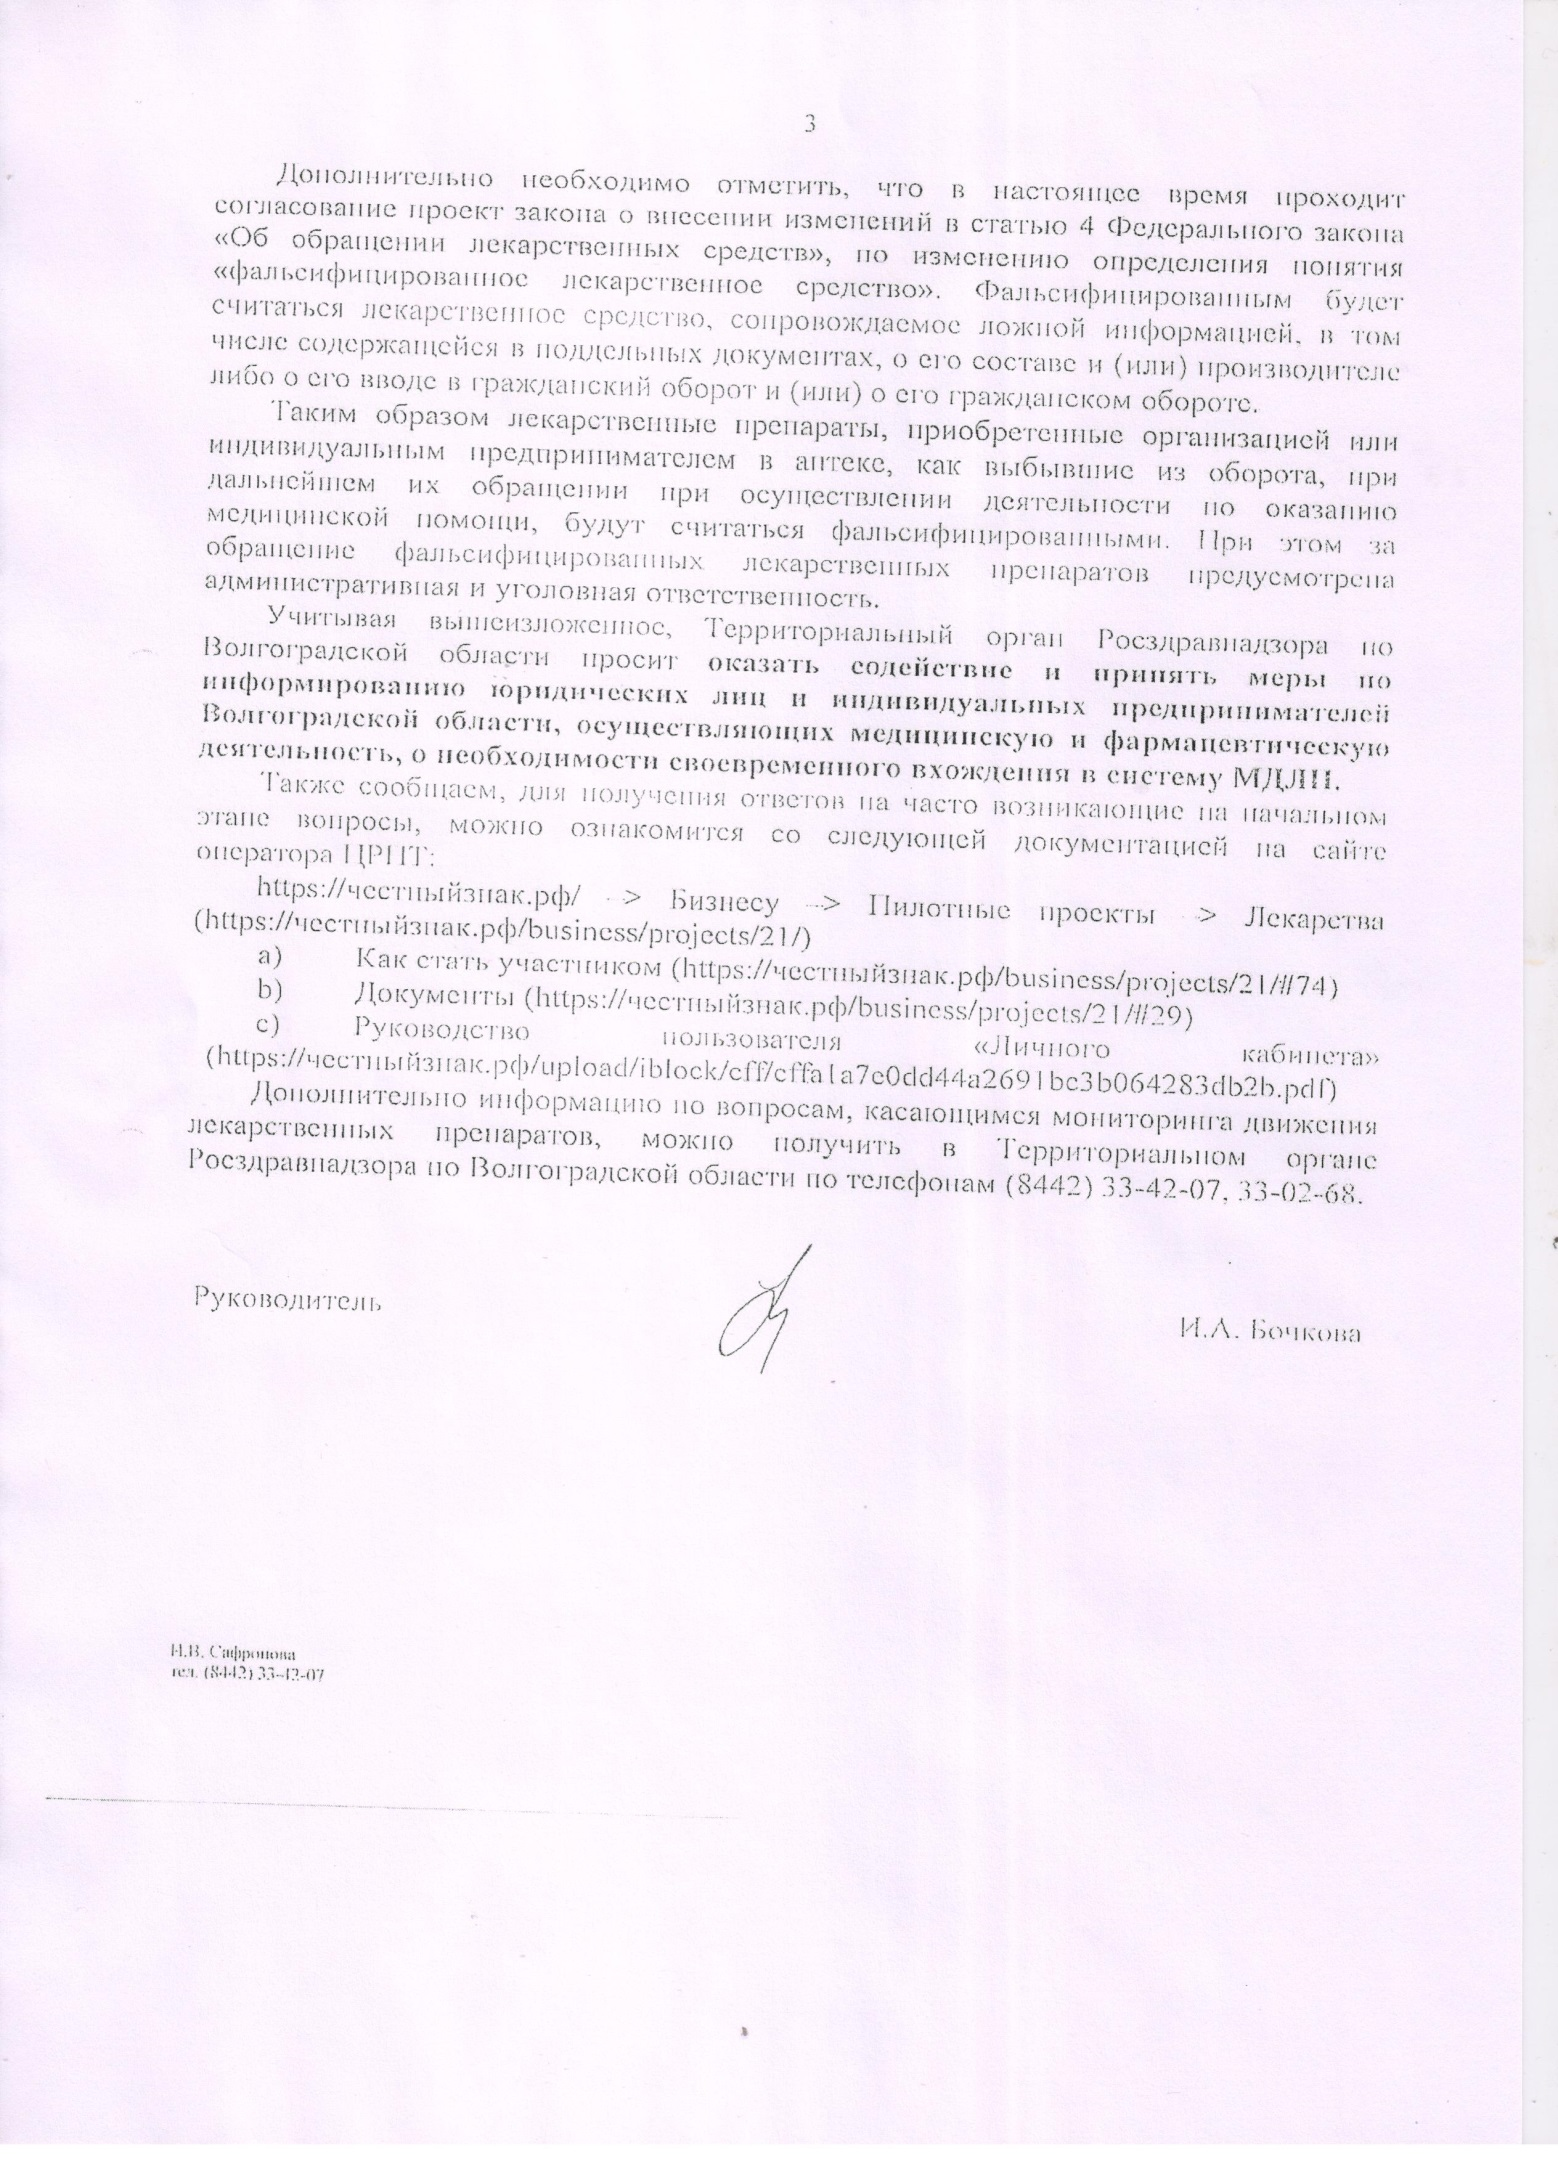 3
Дополнительно необходимо отметить, что в настоящее время проходит
согласование проект закона о внесении изменений в статью 4 Федерального закона
«Об обращении лекарственных средств», по изменению определения понятия
«фальсифицированное лекарственное средство». Фальсифицированным будет
считаться лекарственное средство, сопровождаемое ложной информацией, в том
числе содержащейся в поддельных документах, о его составе и (или) производителе
либо о его вводе в гражданский оборот и (или) о его гражданском обороте.
Таким образом лекарственные препараты, приобретенные организацией или
индивидуальным предпринимателем в аптеке, как выбывшие из оборота, при
дальнейшем их обращении при осуществлении деятельности по оказанию
медицинской помощи, будут считаться фальсифицированными. При этом за
обращение фальсифицированных лекарственных препаратов предусмотрена
административная и уголовная ответственность.
Учитывая вышеизложенное, Территориальный орган Росздравнадзора по
Волгоградской области просит оказать содействие и принять меры по
информированию юридических лиц и индивидуальных предпринимателей
Волгоградской области, осуществляющих медицинскую и фармацевтическую
деятельность, о необходимости своевременного вхождения в систему МДЛП.
Также сообщаем, для получения ответов на часто возникающие на начальном
этапе вопросы, можно ознакомится со следующей документацией на сайте
оператора ЦРПТ:
https://честныйзнак.рф/ -> Бизнесу -> Пилотные проекты -> Лекарства
(https://честныйзнак.рф/business/projects/21/)
a) Как стать участником (https://честныйзнак.рф/business/projects/21/#74)
b) Документы (https://честныйзнак.рф/business/projects/21/#29)
c) Руководство пользователя «Личного кабинета»
(https://честныйзнак.рф/upload/iblock/cff/cffa1a7e0dd44a2691bc3b064283db2b.pdf)
Дополнительно информацию по вопросам, касающимся мониторинга движения
лекарственных препаратов, можно получить в Территориальном органе
Росздравнадзора по Волгоградской области по телефонам (8442) 33-42-07, 33-02-68.
Руководитель
И.А. Бочкова
Н.В. Сафронова
тел. (8442) 33-42-07